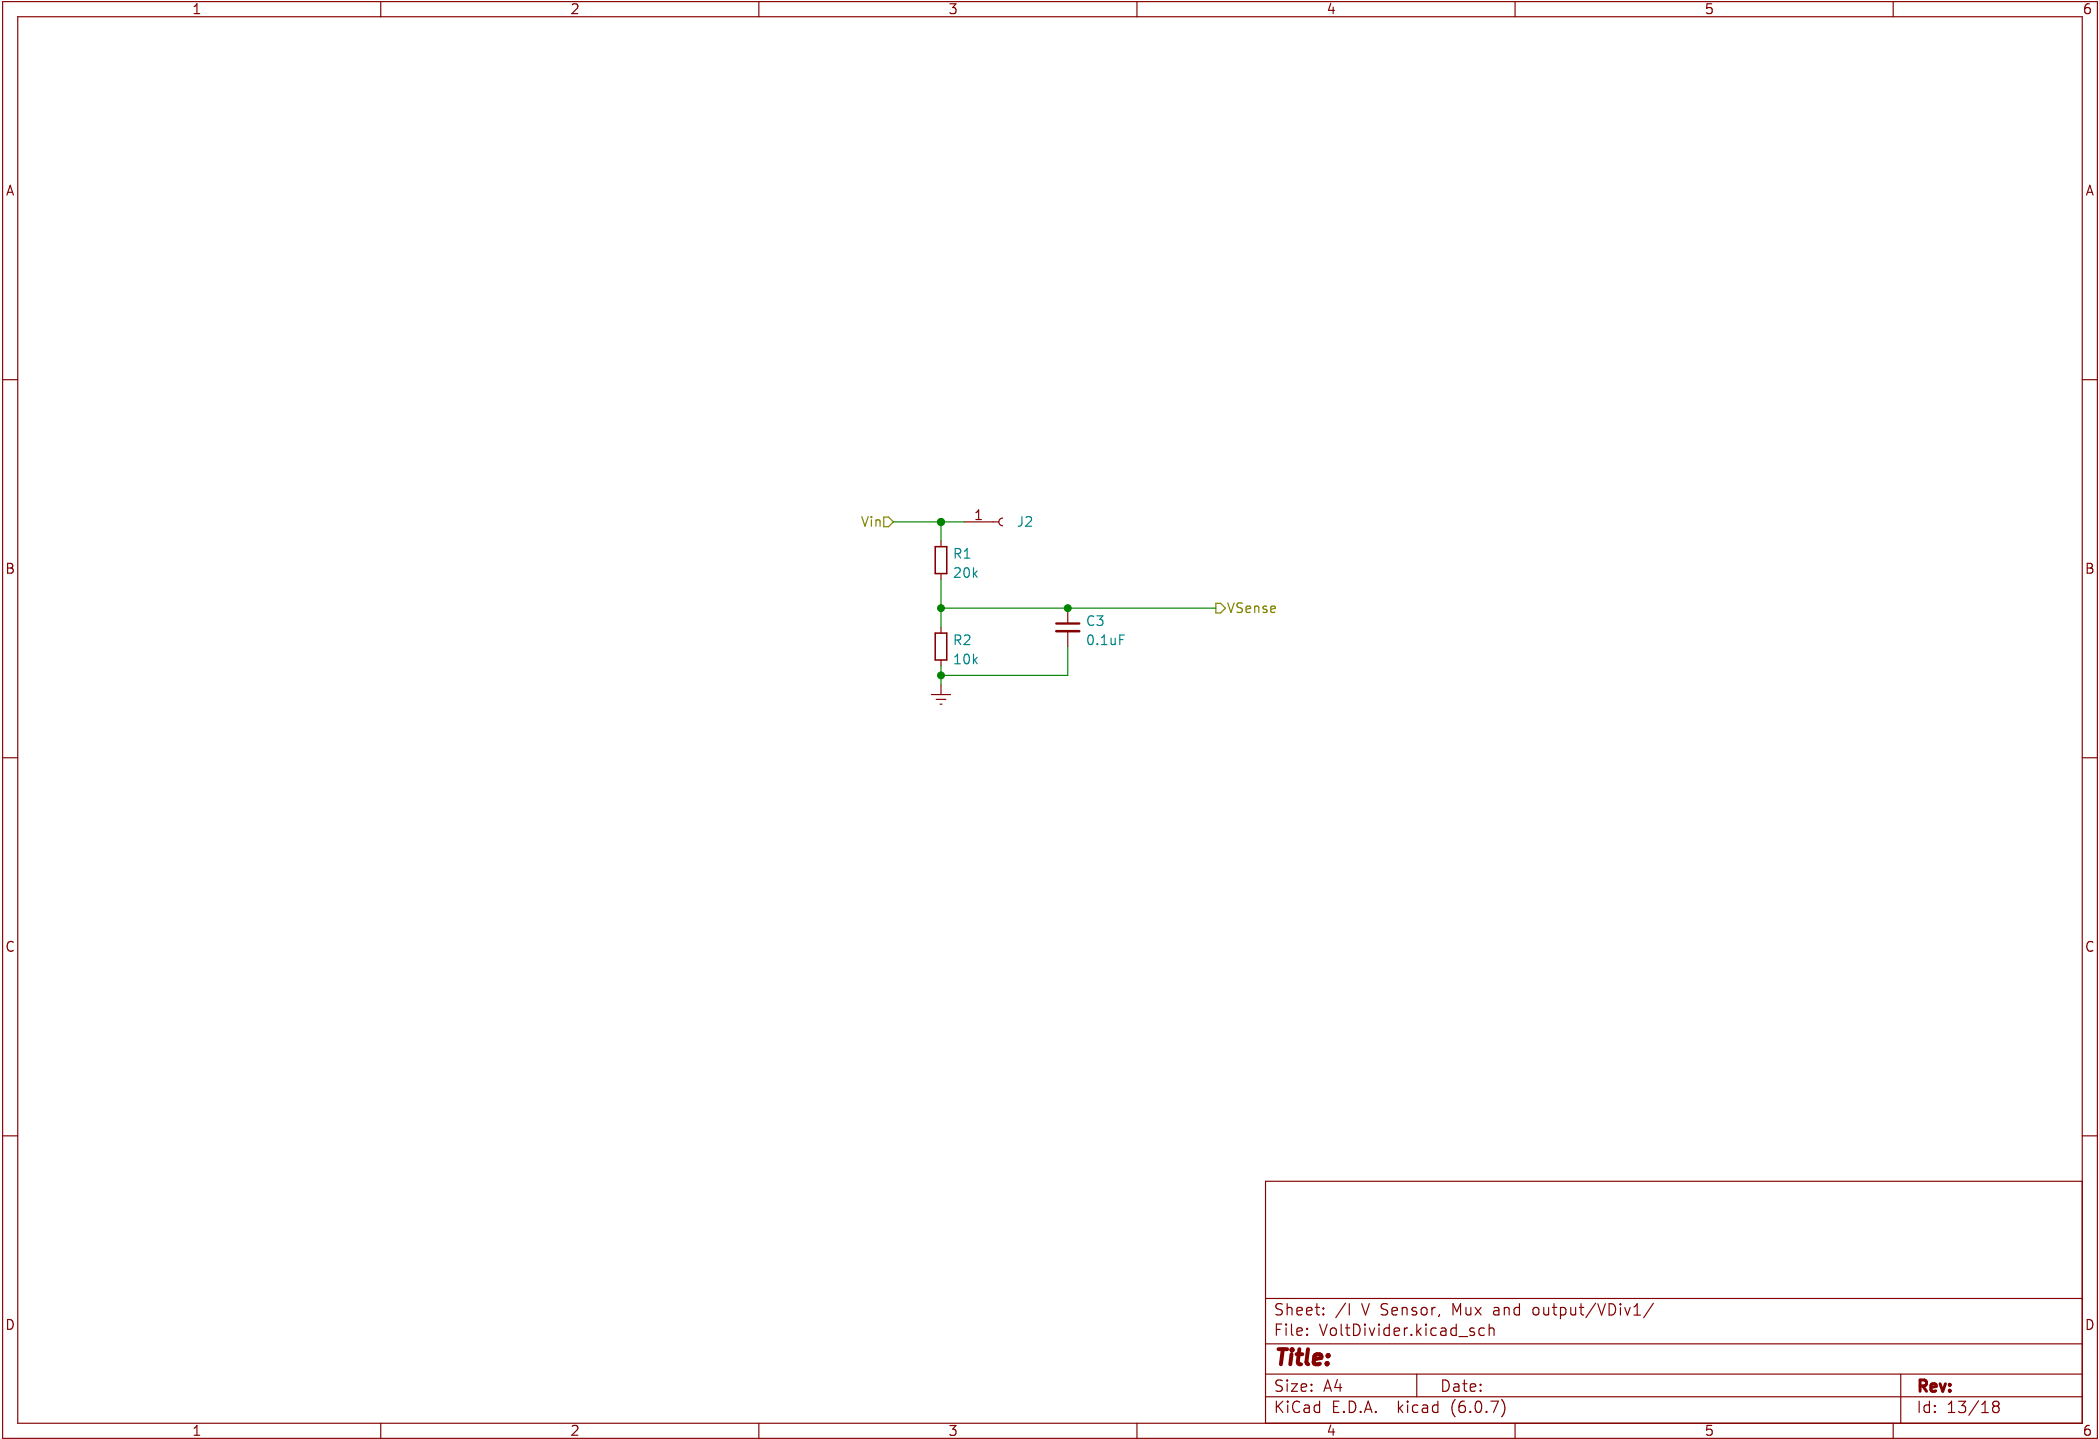 1 2 3 4 5 6
A A
Vin 1 J2
R1
20k
B B
VSense
C3
0.1uF
R2
10k
C C
Sheet: /I V Sensor, Mux and output/VDiv1/
File: VoltDivider.kicad_sch
D D
Title:
Size: A4 Date: Rev:
KiCad E.D.A. kicad (6.0.7) Id: 13/18
1 2 3 4 5 6